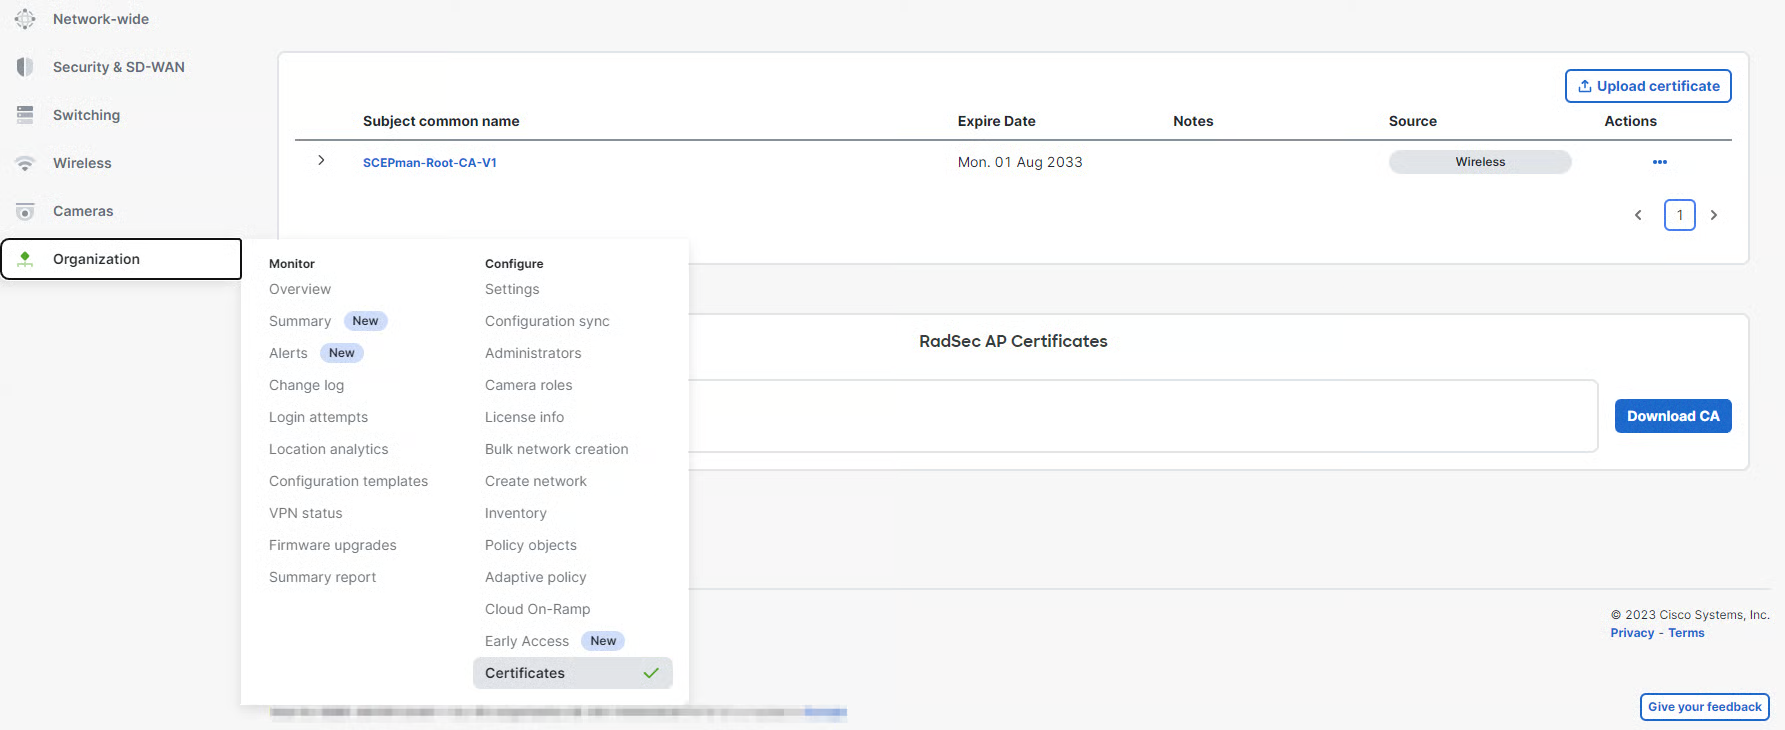 Network-wide
Security & SD-WAN
Switching
Wireless
Cameras
Organization
Upload certificate
Subject common name Expire Date Notes Source Actions
SCEPman-Root-CA-V1 Mon. 01 Aug 2033 Wireless
1
Monitor
Overview
Summary New
Alerts New
Change log
Login attempts
Location analytics
Configuration templates
VPN status
Firmware upgrades
Summary report
Configure
Settings
Configuration sync
Administrators
Camera roles
License info
Bulk network creation
Create network
Inventory
Policy objects
Adaptive policy
Cloud On-Ramp
Early Access New
Certificates
RadSec AP Certificates
Download CA
© 2023 Cisco Systems, Inc.
Privacy - Terms
Give your feedback